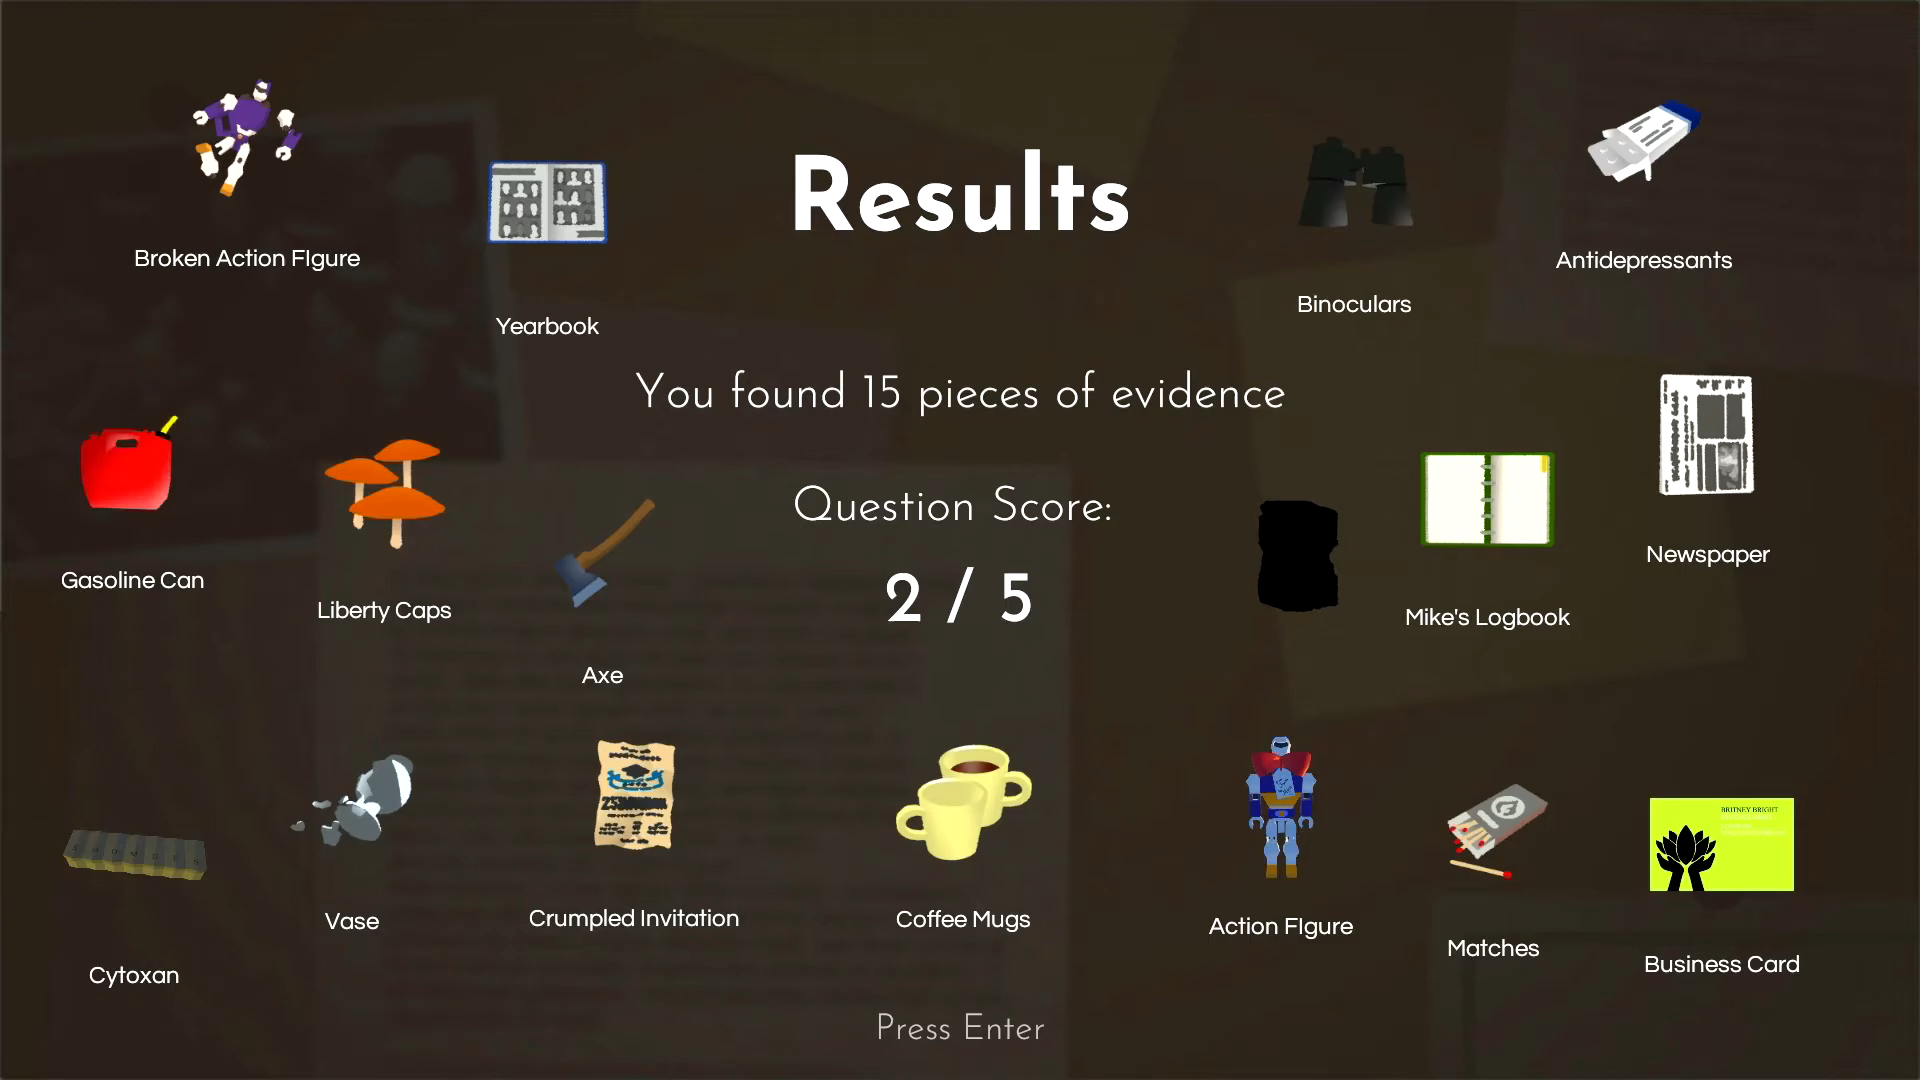 Results
Broken Action FIgure
Yearbook
Binoculars
Antidepressants
You found 15 pieces of evidence
Question Score:
2 / 5
Gasoline Can
Liberty Caps
Axe
Mike's Logbook
Newspaper
BRITNEY BRIGHT
Cytoxan
Vase
Crumpled Invitation
Coffee Mugs
Action FIgure
Matches
Business Card
Press Enter